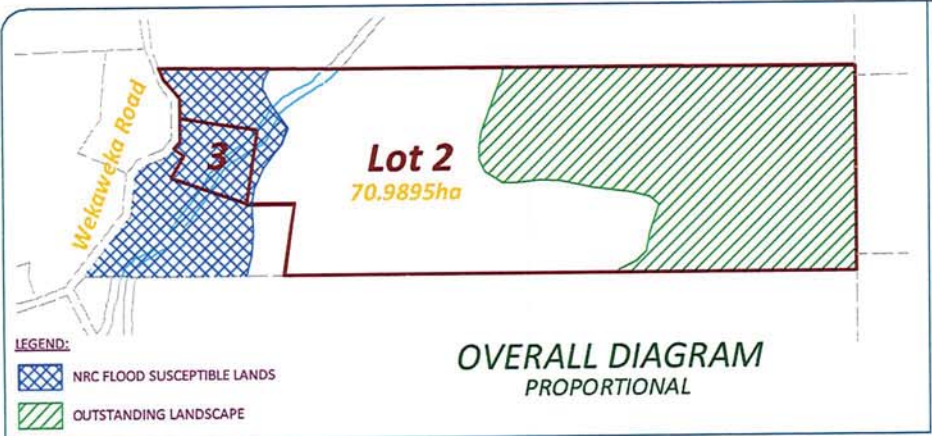 Wekaweka Road
3
Lot 2
70.9895ha
OVERALL DIAGRAM
PROPORTIONAL
LEGEND:
NRC FLOOD SUSCEPTIBLE LANDS
OUTSTANDING LANDSCAPE